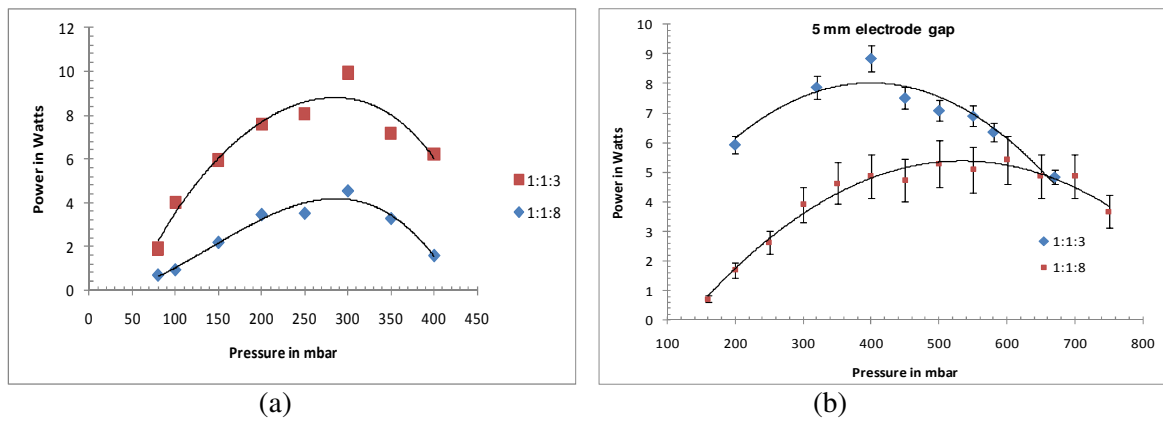 12
10
8
6
4
2
0
0 50 100 150 200 250 300 350 400 450
Power in Watts
Pressure in mbar
1:1:3
1:1:8
(a)
5 mm electrode gap
10
9
8
7
6
5
4
3
2
1
0
100 200 300 400 500 600 700 800
Power in Watts
Pressure in mbar
1:1:3
1:1:8
(b)